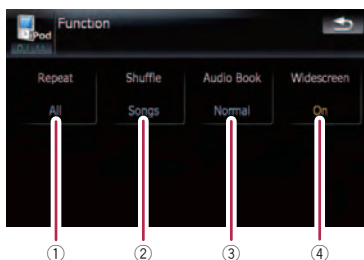 Function
iPod
Repeat Shuffle Audio Book Widescreen
All Songs Normal On
① ② ③ ④